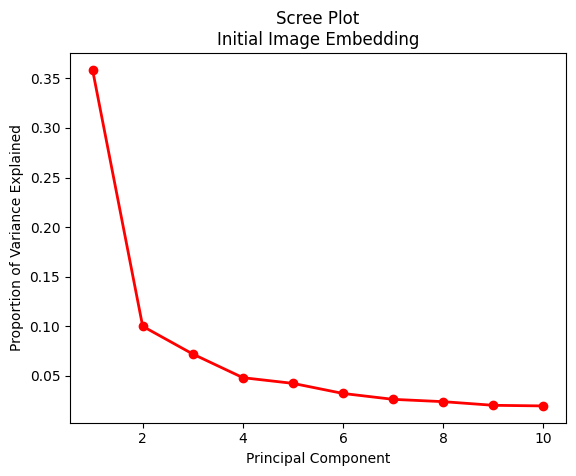 Scree Plot
Initial Image Embedding
0.35
0.30
0.25
0.20
0.15
0.10
0.05
Proportion of Variance Explained
2 4 6 8 10
Principal Component